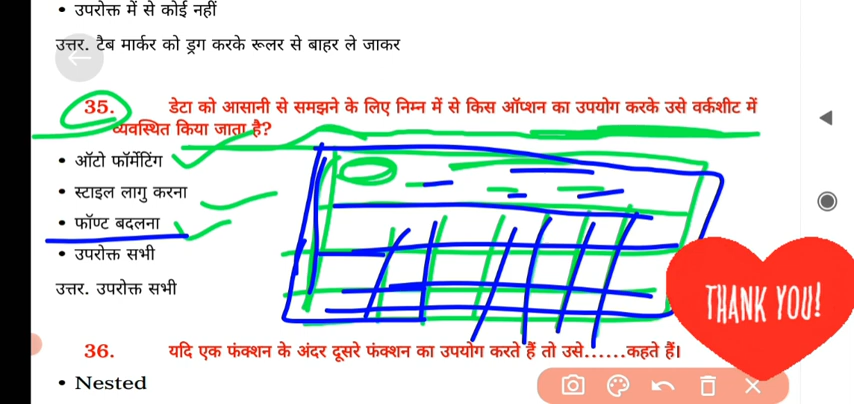 • उपरोक्त में से कोई नहीं
उत्तर. टैब मार्कर को ड्रग करके रूलर से बाहर ले जाकर
35. डेटा को आसानी से समझने के लिए निम्न में से किस ऑप्शन का उपयोग करके उसे वर्कशीट में
व्यवस्थित किया जाता है?
• ऑटो फॉर्मेटिंग
• स्टाइल लागु करना
• फॉण्ट बदलना
• उपरोक्त सभी
उत्तर. उपरोक्त सभी
THANK YOU!
36. यदि एक फंक्शन के अंदर दूसरे फंक्शन का उपयोग करते हैं तो उसे......कहते हैं।
• Nested